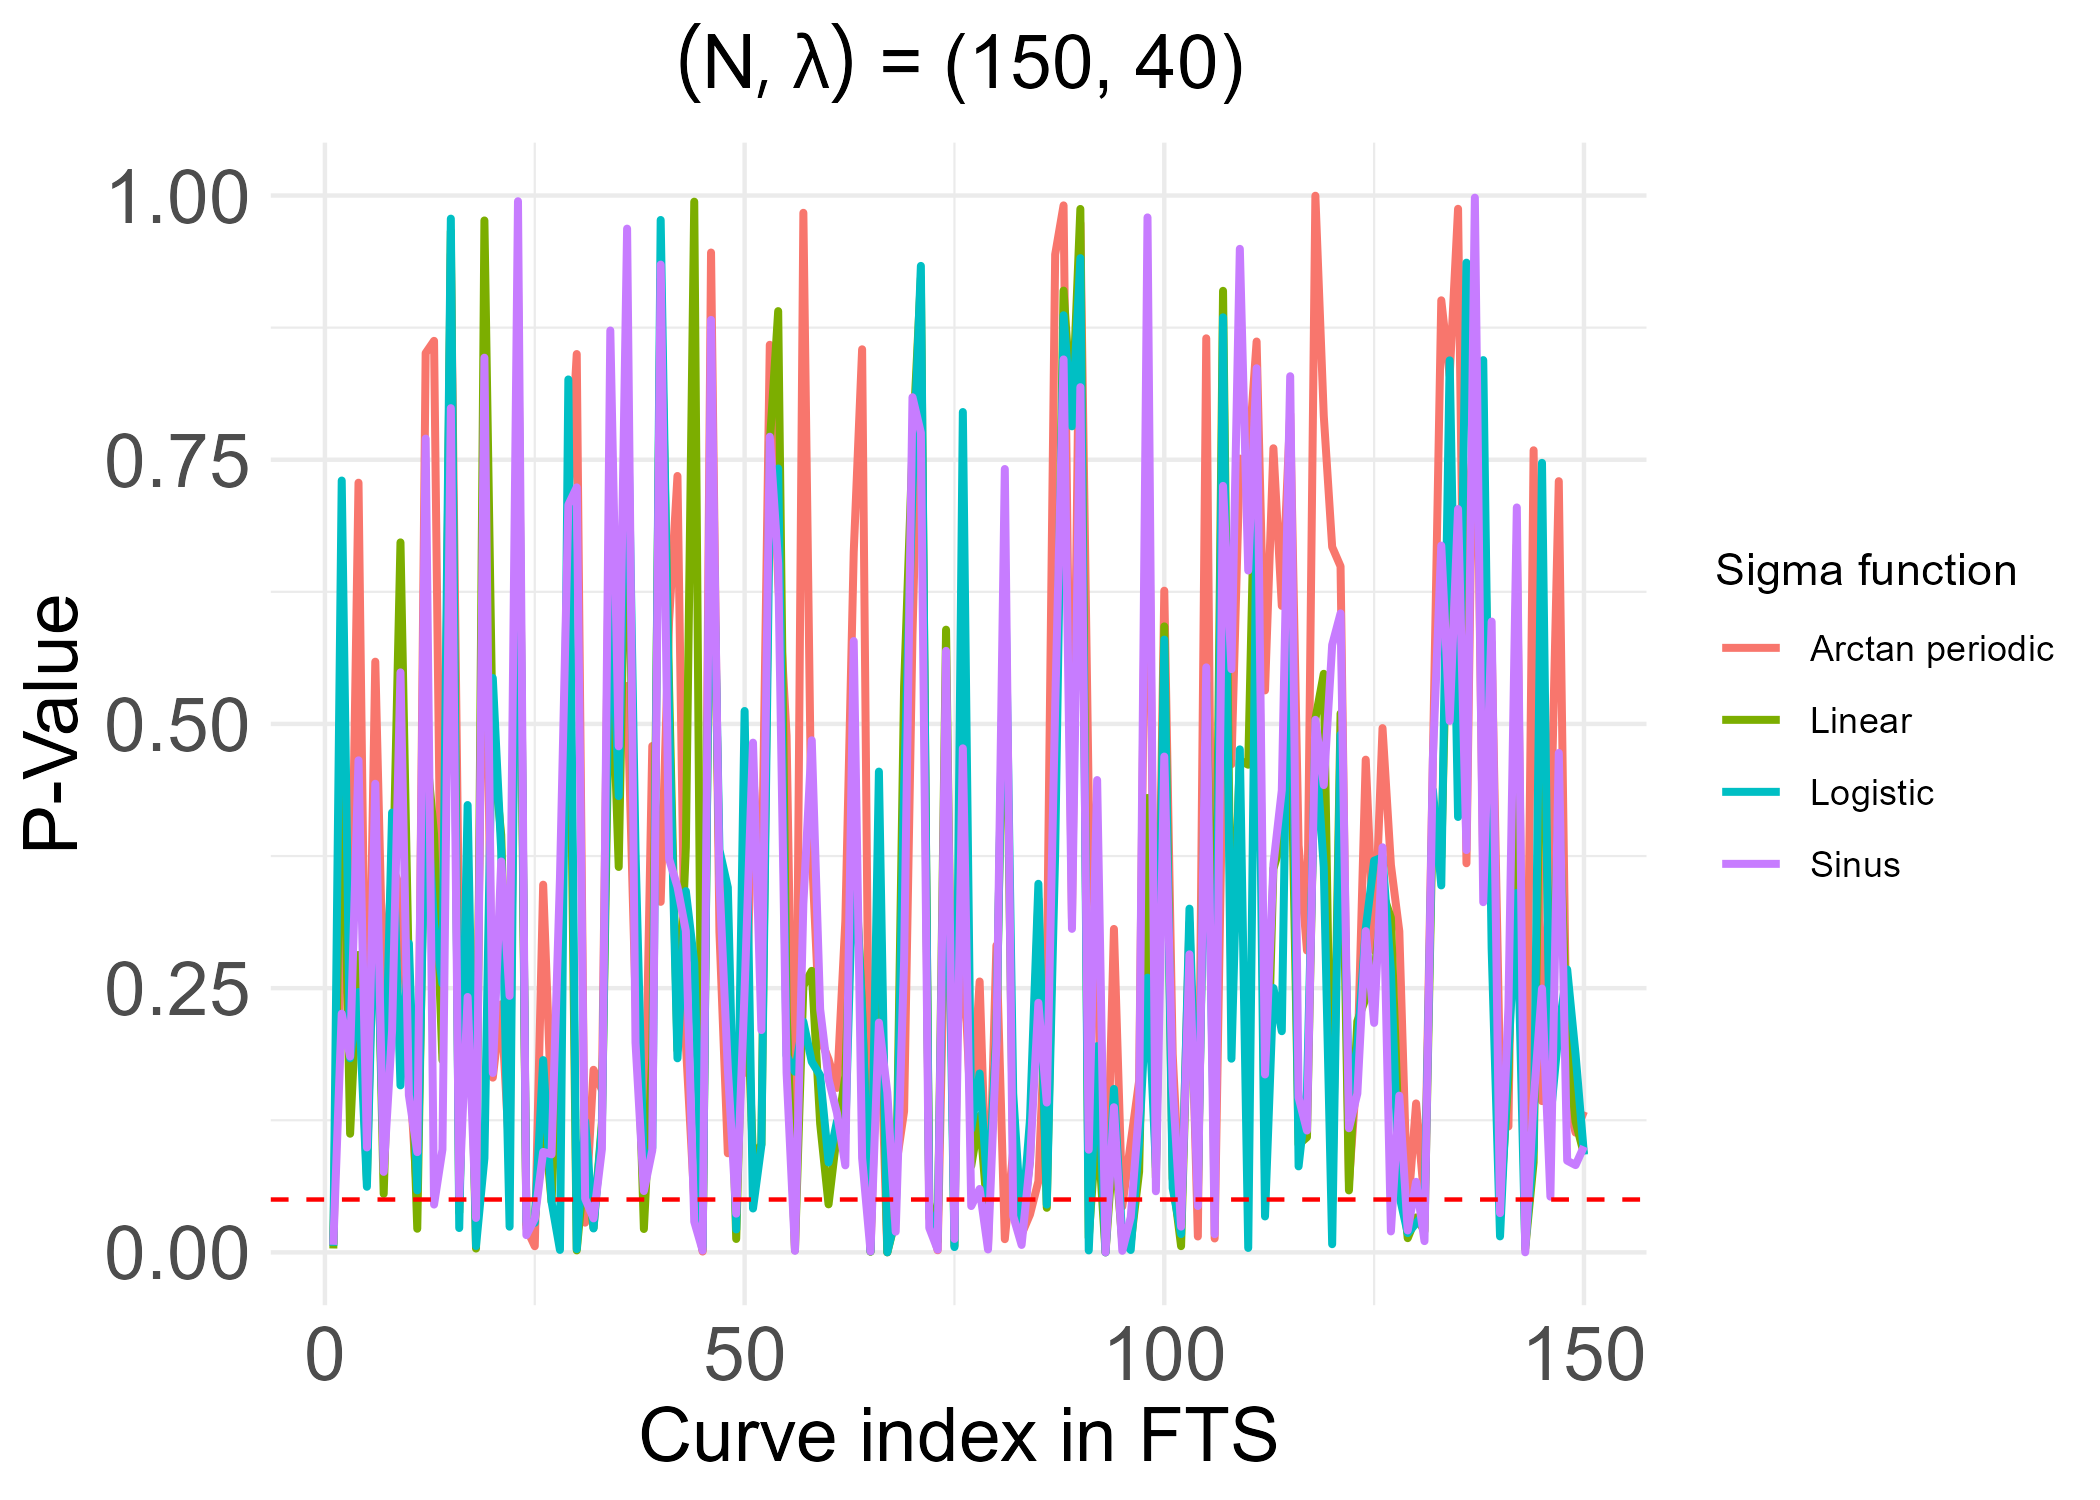 (N, λ) = (150, 40)
P-Value
1.00
0.75
0.50
0.25
0.00
0
50
100
150
Curve index in FTS
Sigma function
Arctan periodic
Linear
Logistic
Sinus